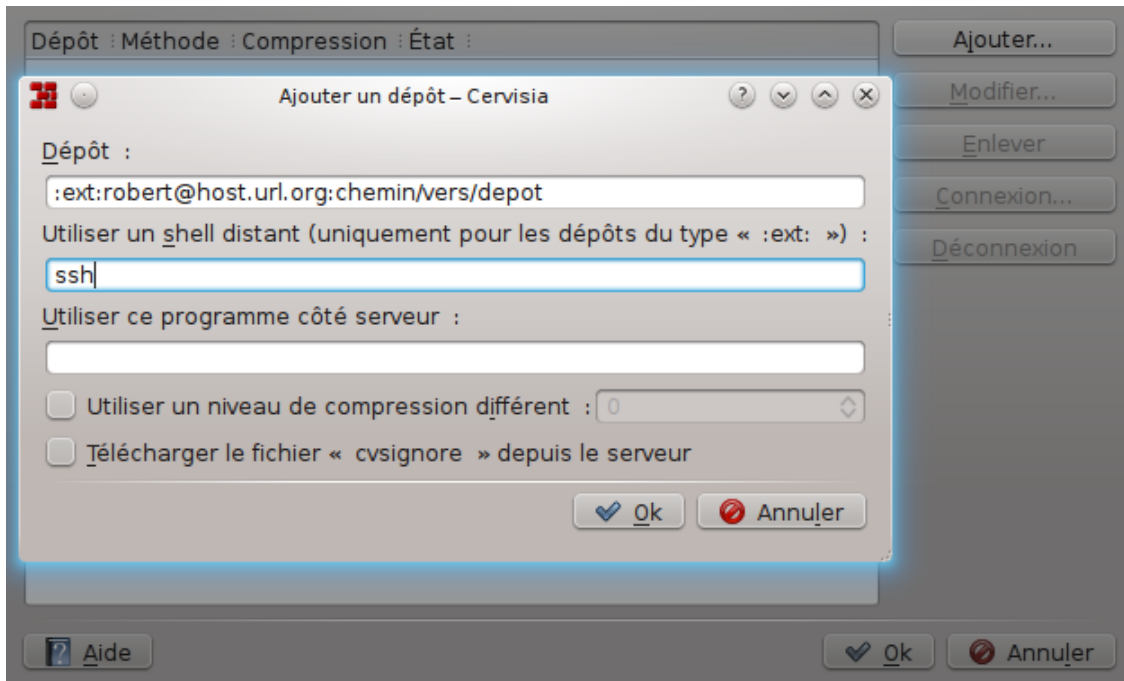 Dépôt Méthode Compression État
Ajouter...
Ajouter un dépôt – Cervisia
Modifier...
Dépôt :
Enlever
:ext:robert@host.url.org:chemin/vers/depot
Connexion...
Utiliser un shell distant (uniquement pour les dépôts du type « :ext: ») :
Déconnexion
ssh
Utiliser ce programme côté serveur :
Utiliser un niveau de compression différent : 0
Télécharger le fichier « cvsignore » depuis le serveur
Ok Annuler
Aide Ok Annuler